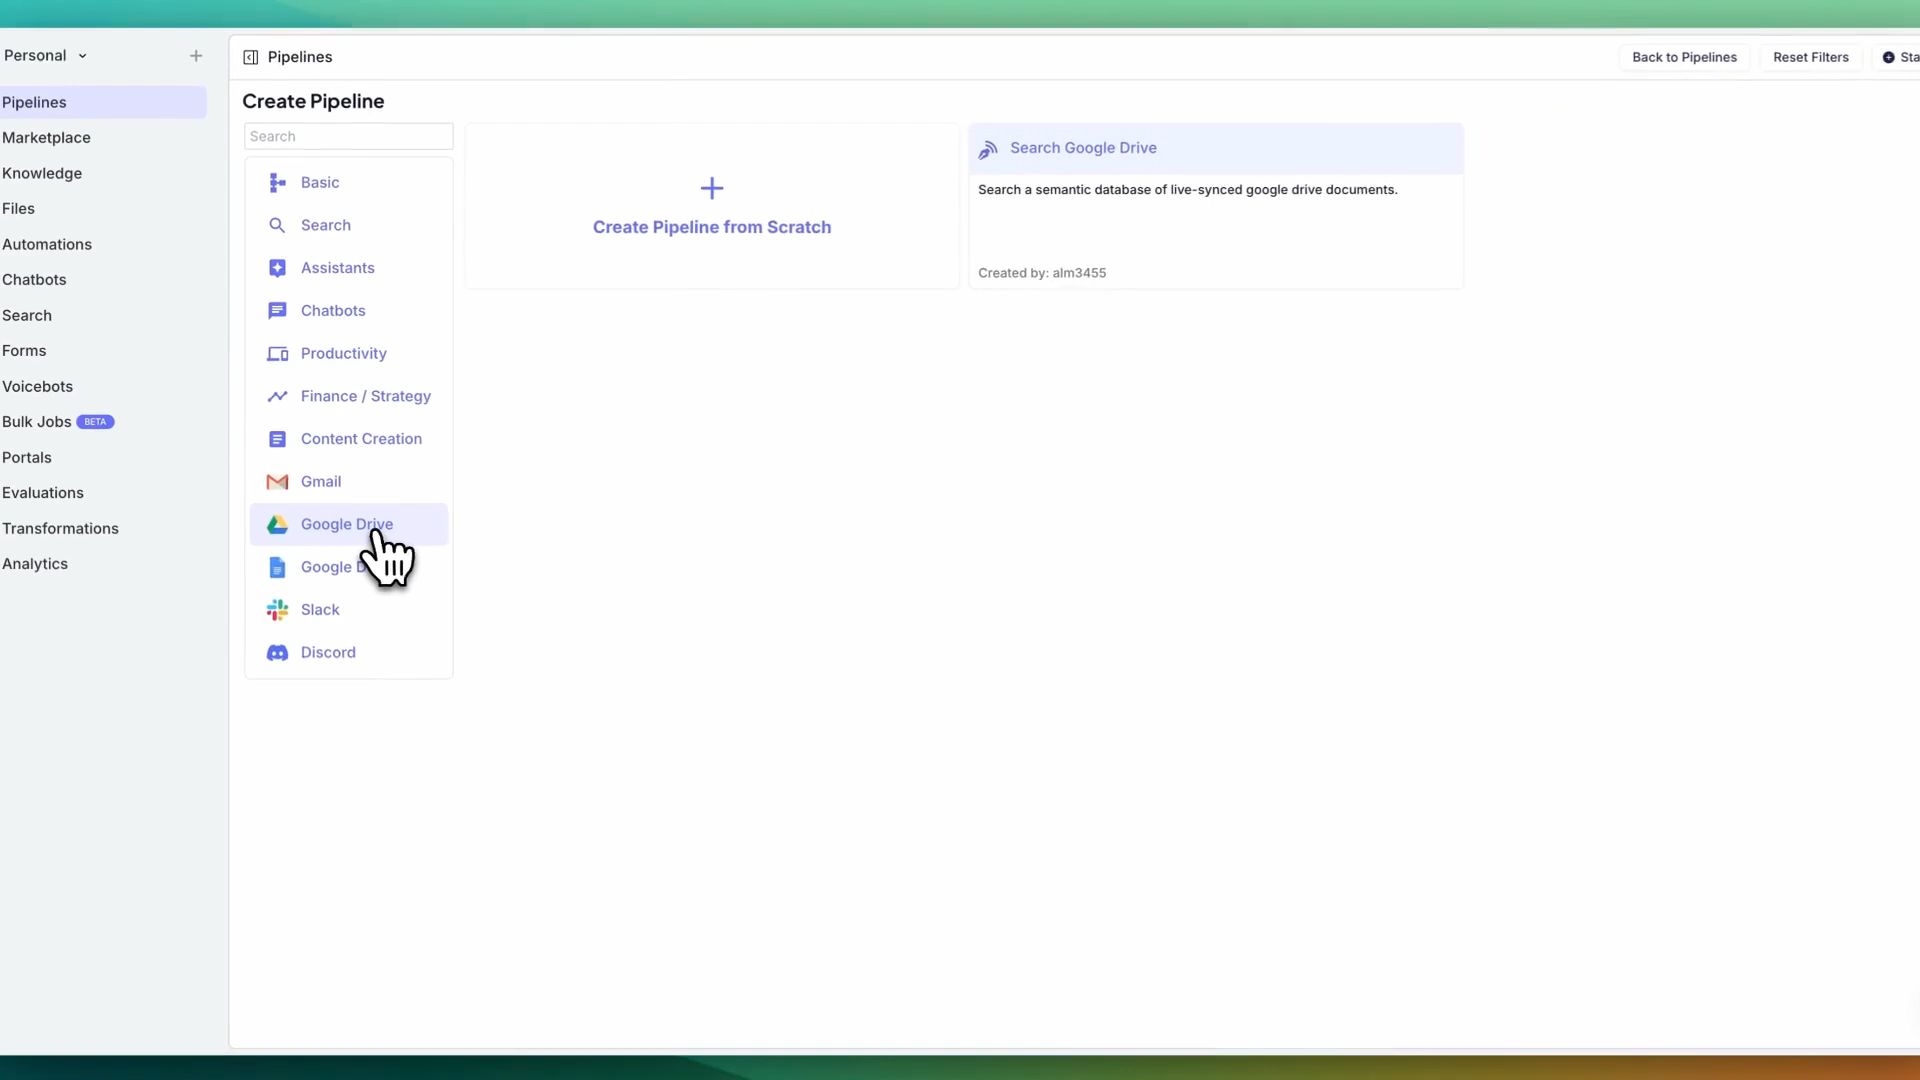 Personal
Pipelines
Marketplace
Knowledge
Files
Automations
Chatbots
Search
Forms
Voicebots
Bulk Jobs BETA
Portals
Evaluations
Transformations
Analytics
Pipelines
Back to Pipelines
Reset Filters
Sta
Create Pipeline
Search
Basic
Search
Assistants
Chatbots
Productivity
Finance / Strategy
Content Creation
Gmail
Google Drive
Google
Slack
Discord
Create Pipeline from Scratch
Search Google Drive
Search a semantic database of live-synced google drive documents.
Created by: alm3455